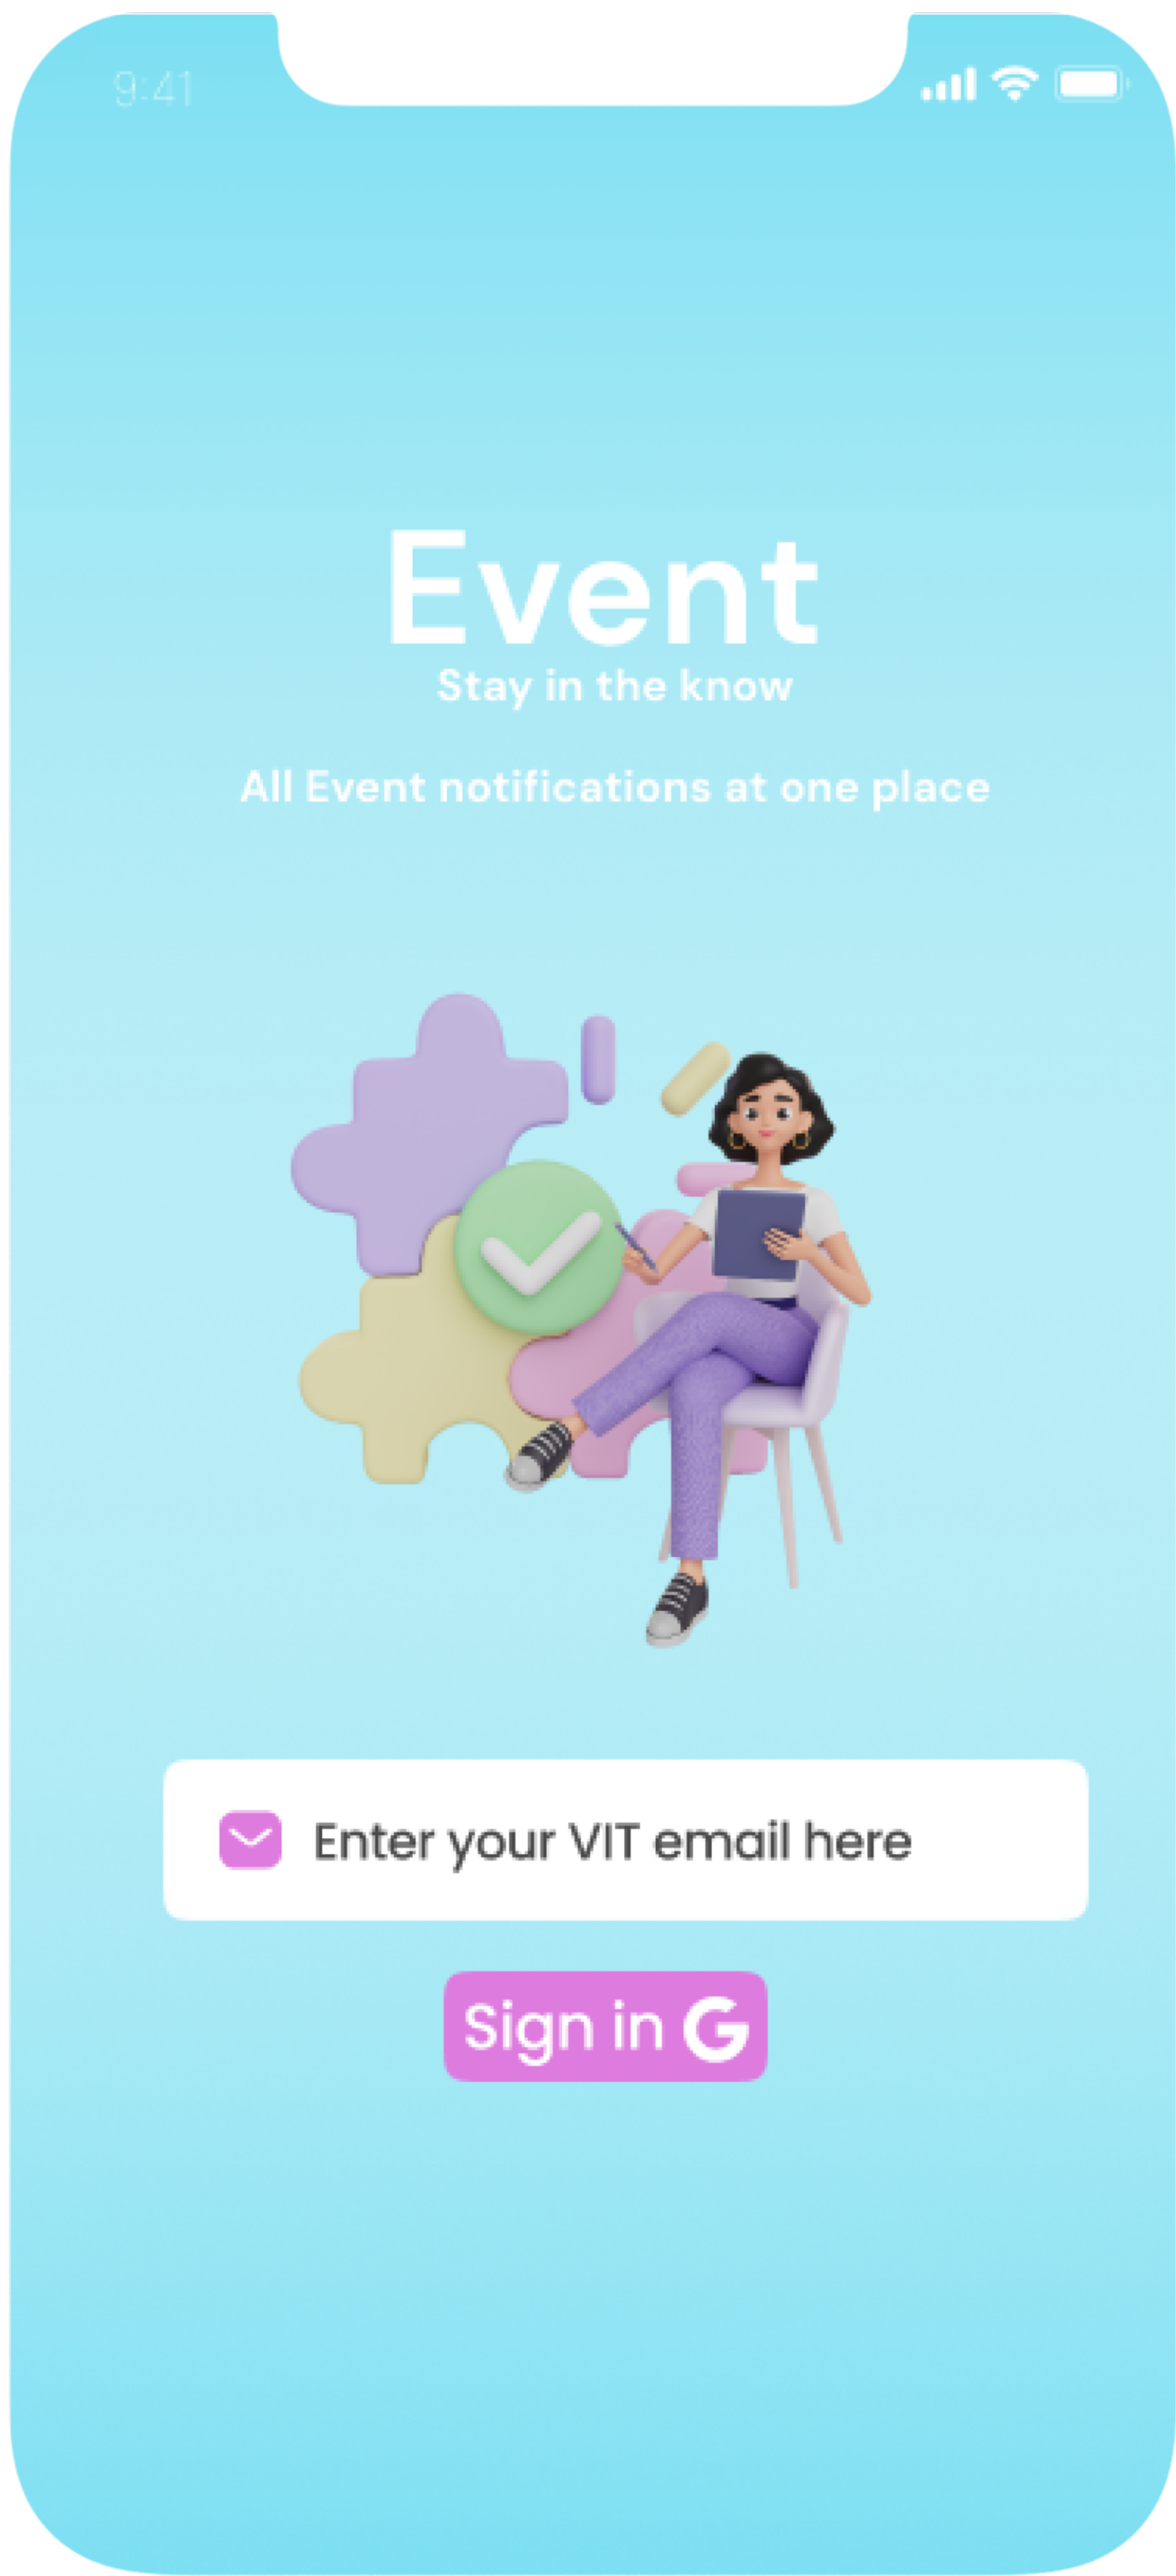 9:41
Event
Stay in the know
All Event notifications at one place
Enter your VIT email here
Sign in G